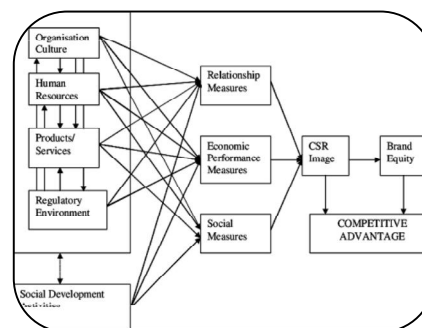 Organisation
Culture
Human
Resources
Products/
Services
Regulatory
Environment
Social Development
Relationship
Measures
Economic
Performance
Measures
Social
Measures
CSR
Image
Brand
Equity
COMPETITIVE
ADVANTAGE